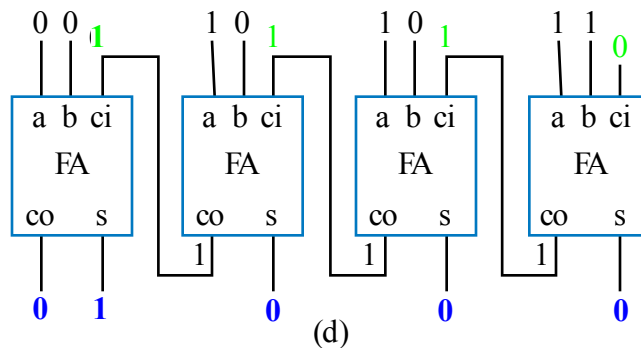 0 0 1 1 0 1 1 0 1 1 1 0
a b ci a b ci a b ci a b ci
FA FA FA FA
co s co s co s co s
1 1 1
0 1 0 0 0
(d)